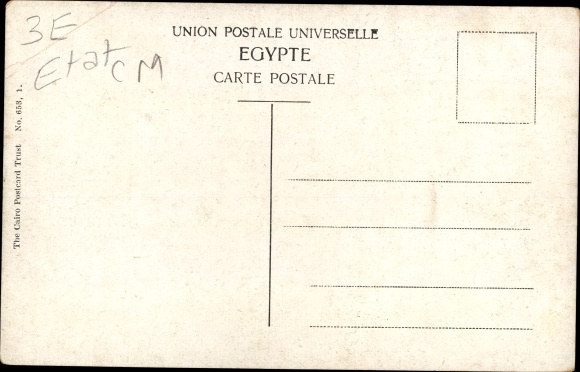 3E
Etat CM
UNION POSTALE UNIVERSELLE
EGYPTE
CARTE POSTALE
The Cairo Postcard Trust No. 653, 1.